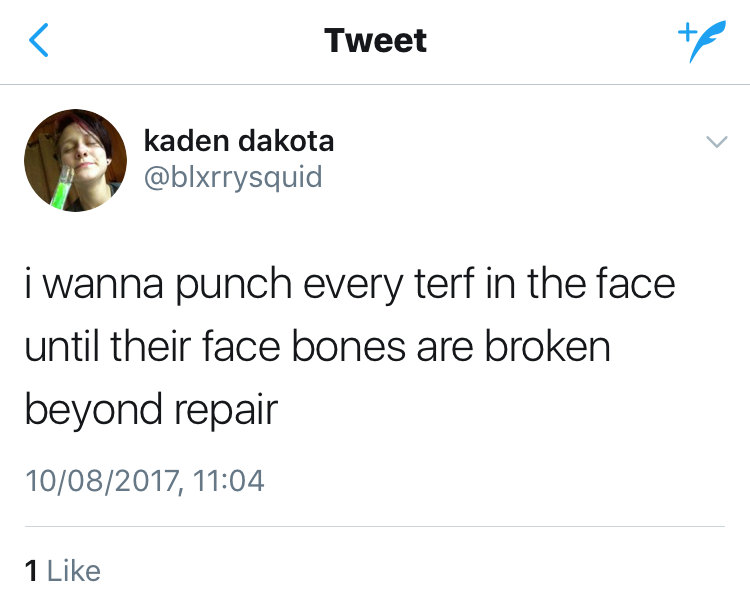 Tweet
kaden dakota
@blxrrysquid
i wanna punch every terf in the face
until their face bones are broken
beyond repair
10/08/2017, 11:04
1 Like